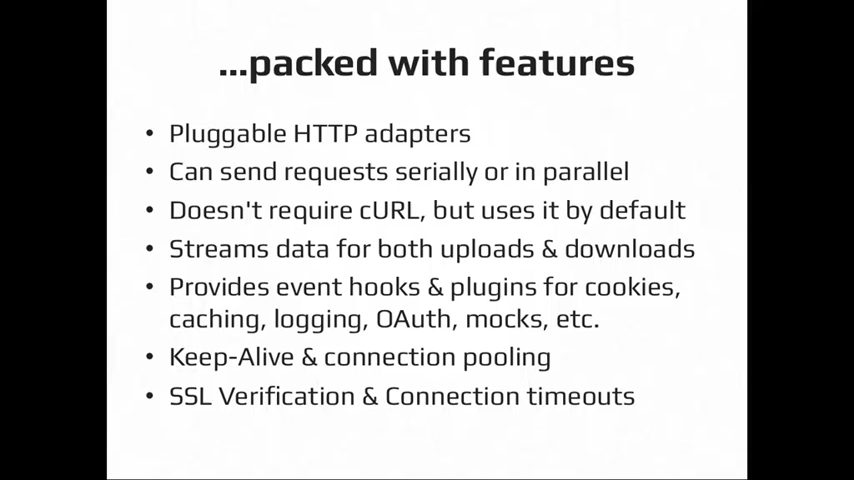 ...packed with features
• Pluggable HTTP adapters
• Can send requests serially or in parallel
• Doesn't require cURL, but uses it by default
• Streams data for both uploads & downloads
• Provides event hooks & plugins for cookies,
caching, logging, OAuth, mocks, etc.
• Keep-Alive & connection pooling
• SSL Verification & Connection timeouts